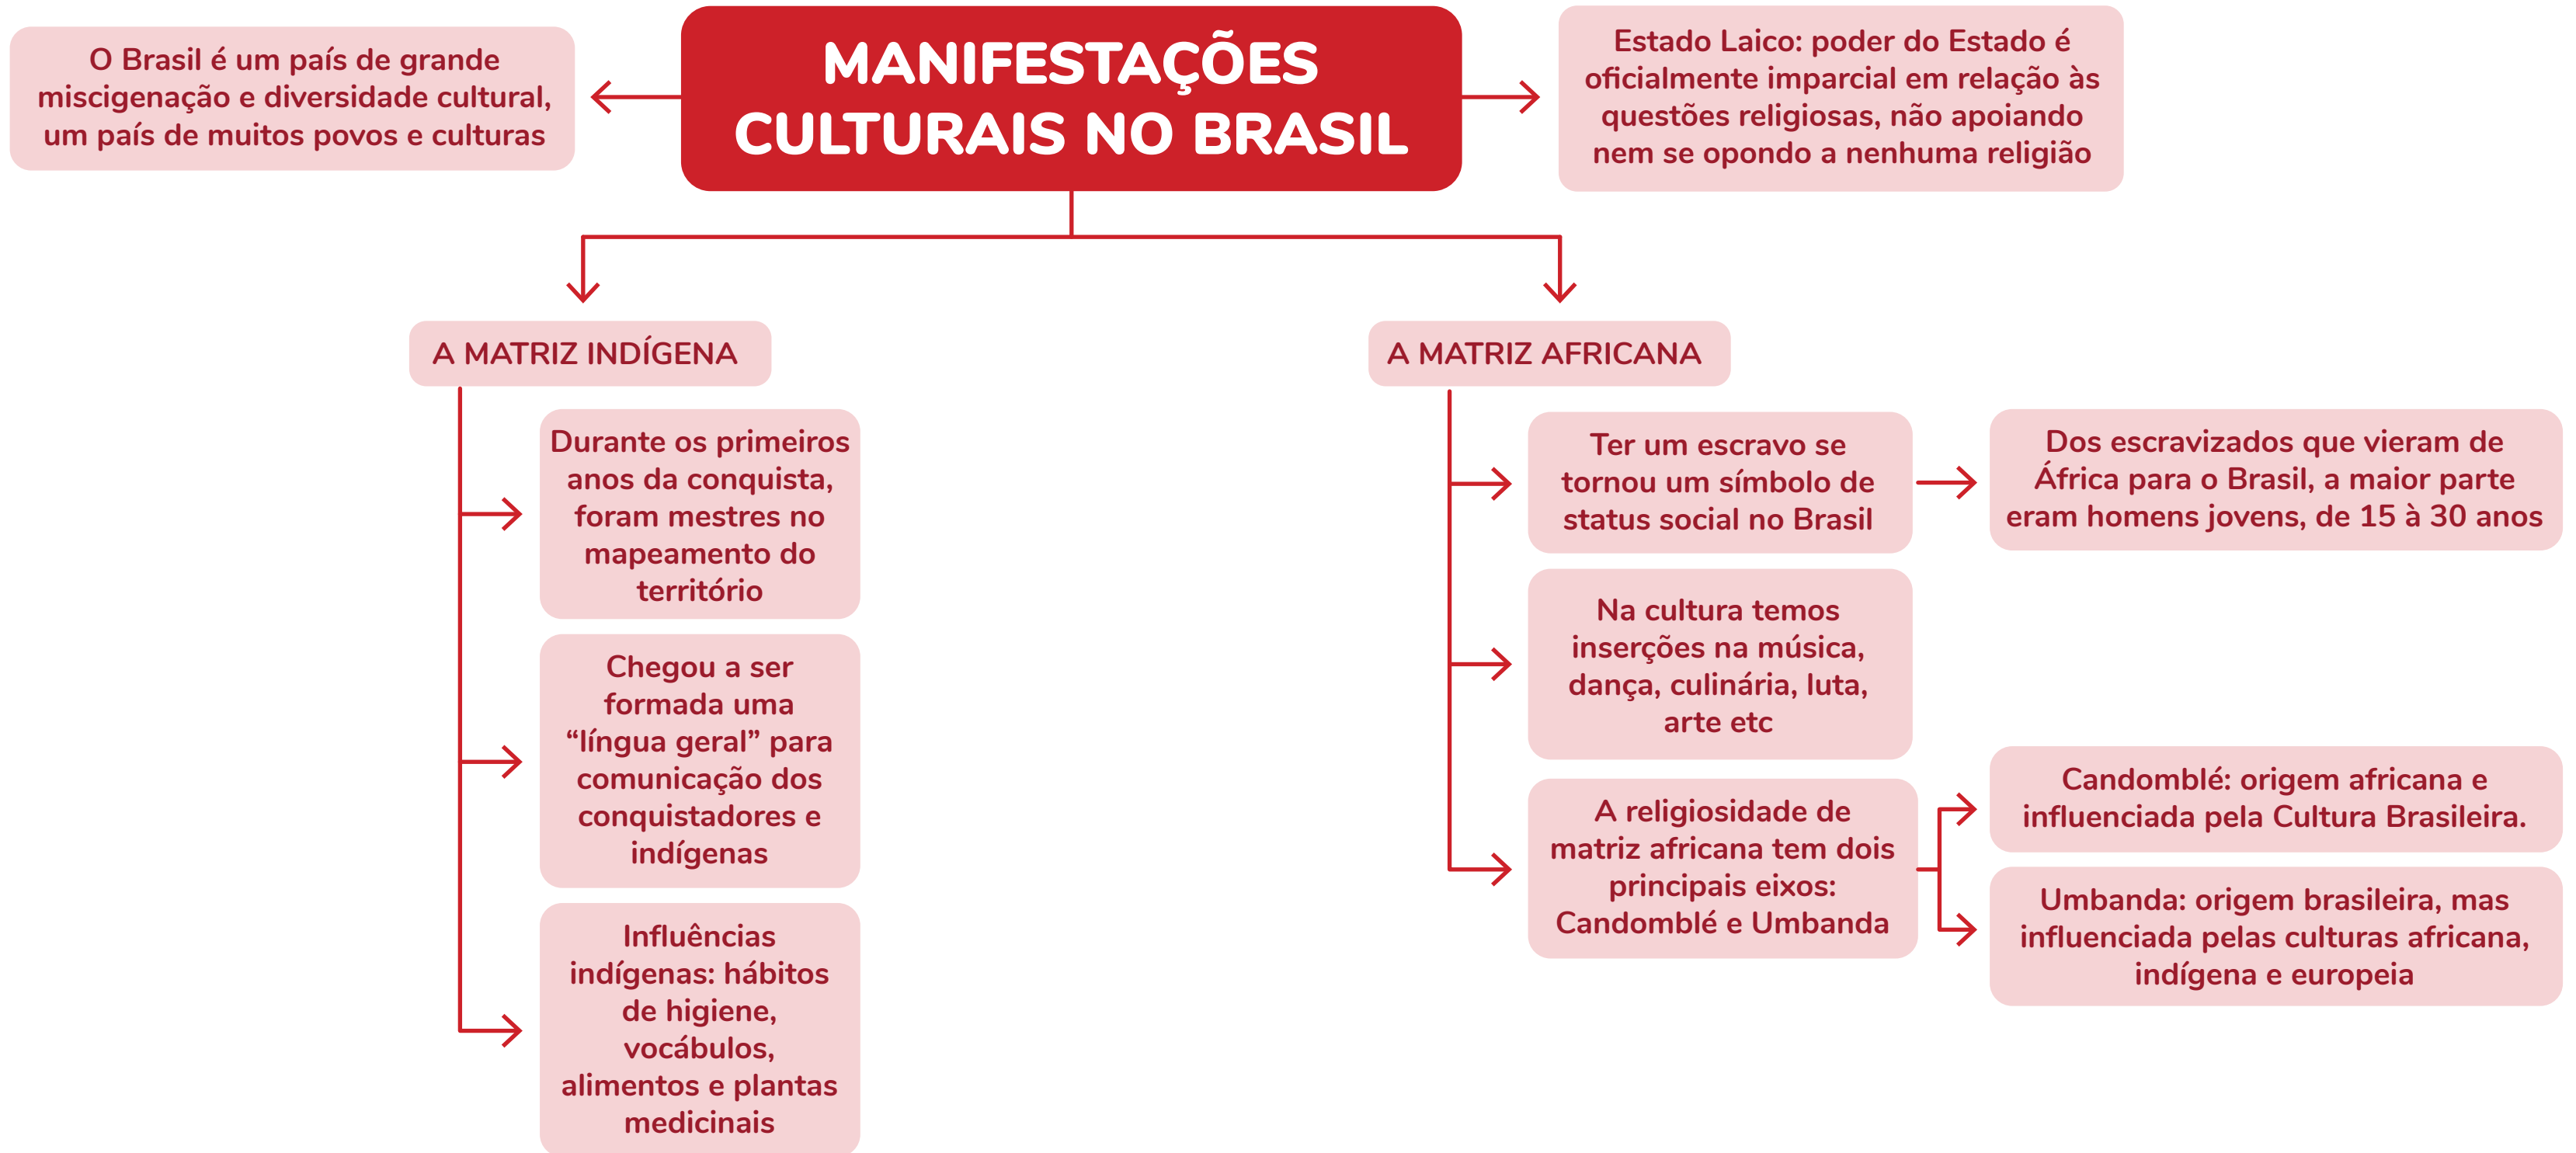 MANIFESTAÇÕES
CULTURAIS NO BRASIL
O Brasil é um país de grande
miscigenação e diversidade cultural,
um país de muitos povos e culturas
Estado Laico: poder do Estado é
oficialmente imparcial em relação às
questões religiosas, não apoiando
nem se opondo a nenhuma religião
A MATRIZ INDÍGENA
Durante os primeiros
anos da conquista,
foram mestres no
mapeamento do
território
Chegou a ser
formada uma
“língua geral” para
comunicação dos
conquistadores e
indígenas
Influências
indígenas: hábitos
de higiene,
vocábulos,
alimentos e plantas
medicinais
A MATRIZ AFRICANA
Ter um escravo se
tornou um símbolo de
status social no Brasil
Dos escravizados que vieram de
África para o Brasil, a maior parte
eram homens jovens, de 15 à 30 anos
Na cultura temos
inserções na música,
dança, culinária, luta,
arte etc
A religiosidade de
matriz africana tem dois
principais eixos:
Candomblé e Umbanda
Candomblé: origem africana e
influenciada pela Cultura Brasileira.
Umbanda: origem brasileira, mas
influenciada pelas culturas africana,
indígena e europeia